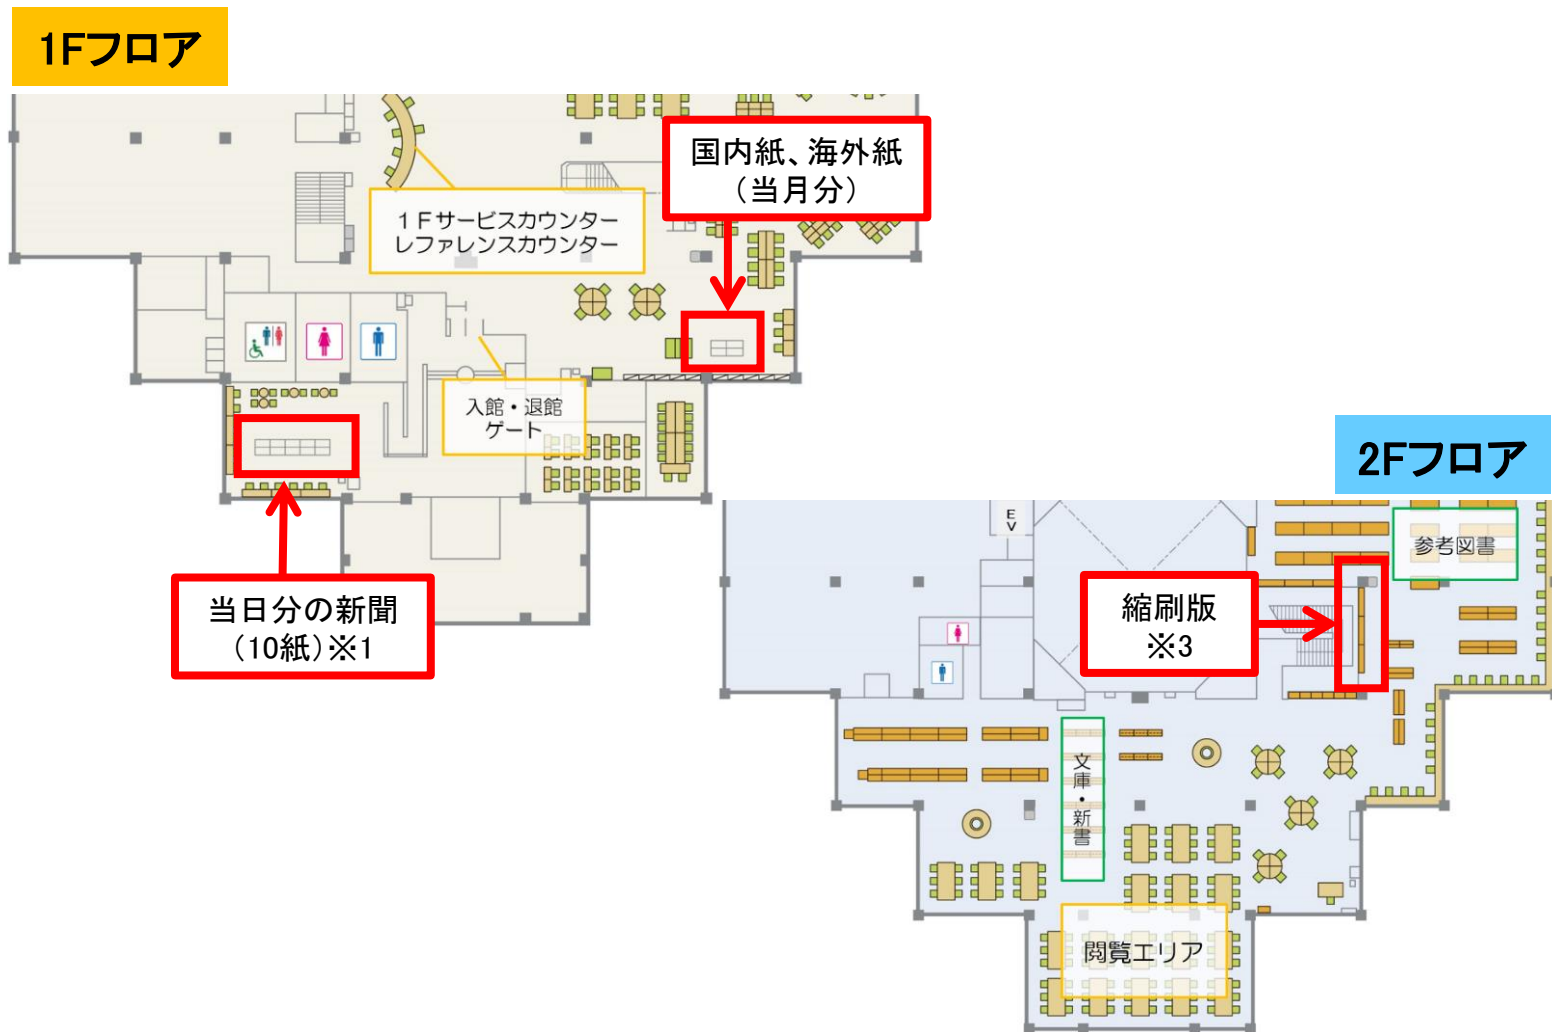 1Fフロア
国内紙、海外紙
（当月分）
1Fサービスカウンター
レファレンスカウンター
入館・退館
ゲート
当日分の新聞
（10紙）※1
2Fフロア
EV
参考図書
縮刷版
※3
文庫・新書
閲覧エリア